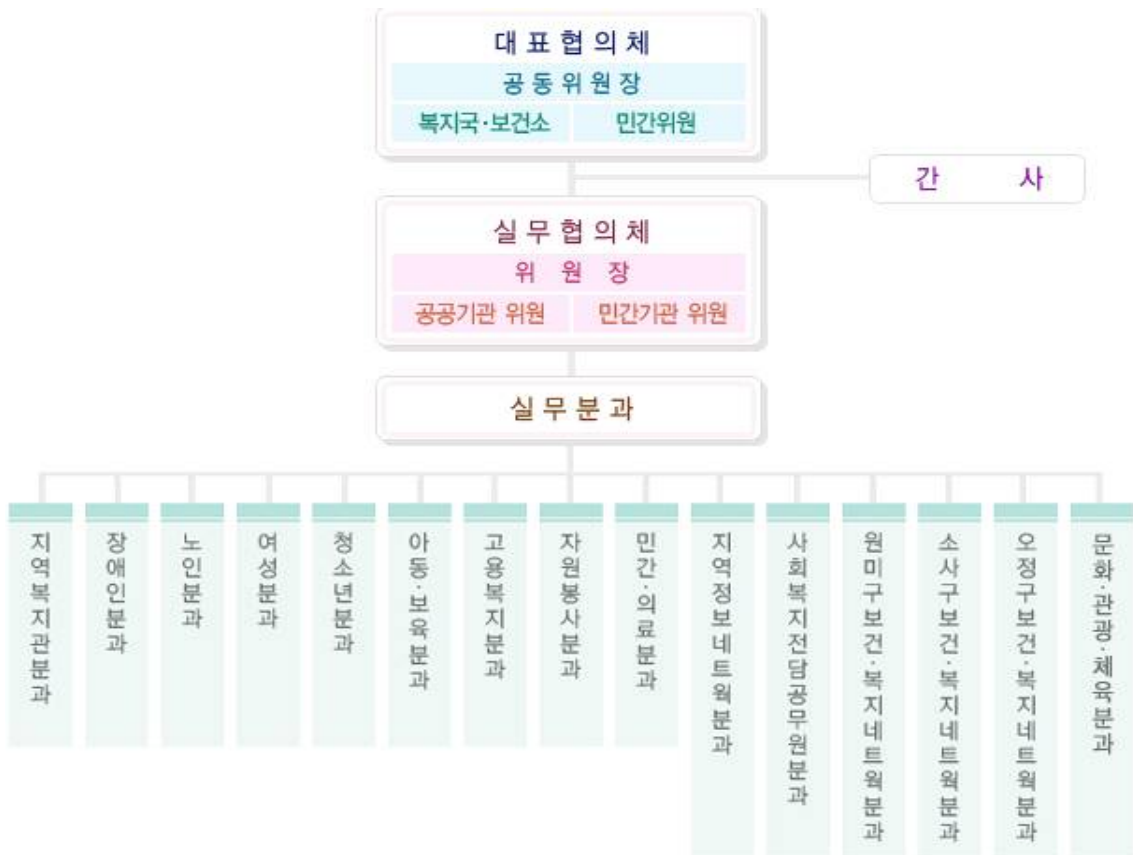 대표협의체
공동위원장
복지국·보건소 민간위원
간 사
실무협의체
위 원 장
공공기관 위원 민간기관 위원
실무분과
지역복지관분과
장애인분과
노인분과
여성분과
청소년분과
아동·보육분과
고용복지분과
자원봉사분과
민간·의료분과
지역정보네트웍분과
사회복지전담공무원분과
원미구보건·복지네트웍분과
소사구보건·복지네트웍분과
오정구보건·복지네트웍분과
문화·관광·체육분과